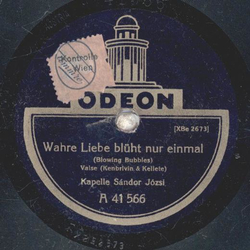 Kontrolle
Wien
ODEON
[XBe 2673]
Wahre Liebe blüht nur einmal
(Blowing Bubbles)
Valse (Kenbrivin & Kellete)
Kapelle Sándor Józsi
A 41 566